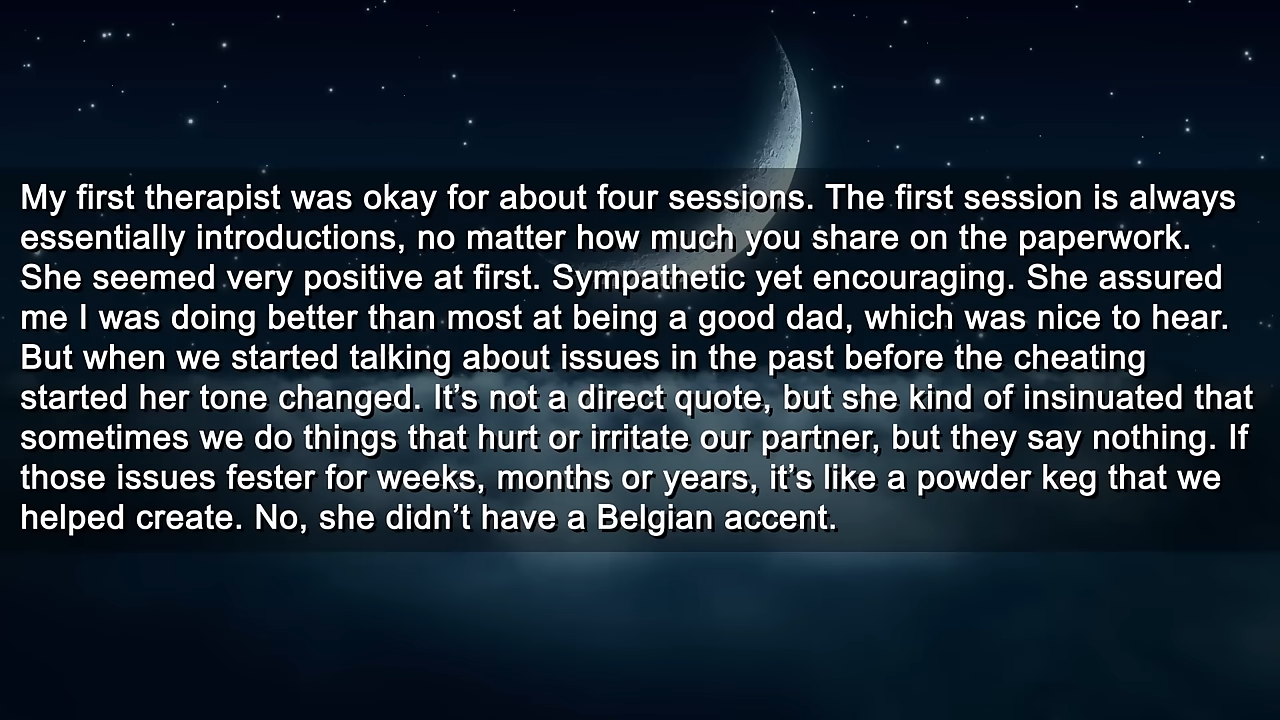 My first therapist was okay for about four sessions. The first session is always
essentially introductions, no matter how much you share on the paperwork.
She seemed very positive at first. Sympathetic yet encouraging. She assured
me I was doing better than most at being a good dad, which was nice to hear.
But when we started talking about issues in the past before the cheating
started her tone changed. It’s not a direct quote, but she kind of insinuated that
sometimes we do things that hurt or irritate our partner, but they say nothing. If
those issues fester for weeks, months or years, it’s like a powder keg that we
helped create. No, she didn’t have a Belgian accent.